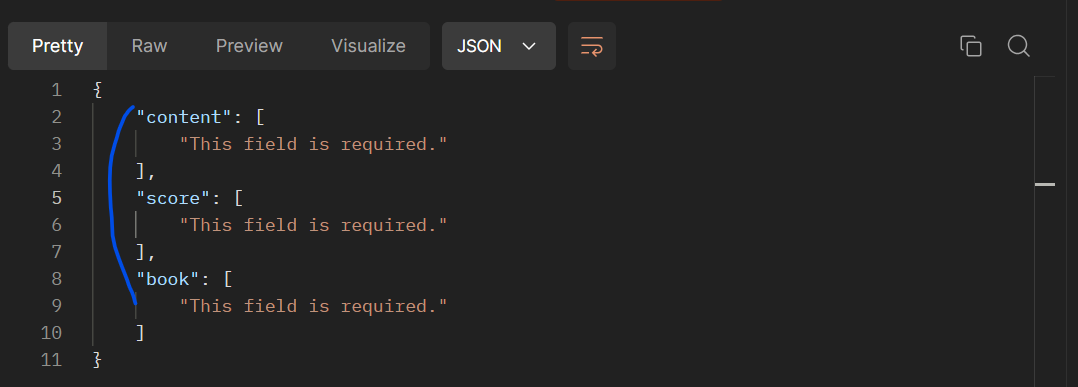 Pretty Raw Preview Visualize JSON
1 {
2 "content": [
3 "This field is required."
4 ],
5 "score": [
6 "This field is required."
7 ],
8 "book": [
9 "This field is required."
10 ]
11 }